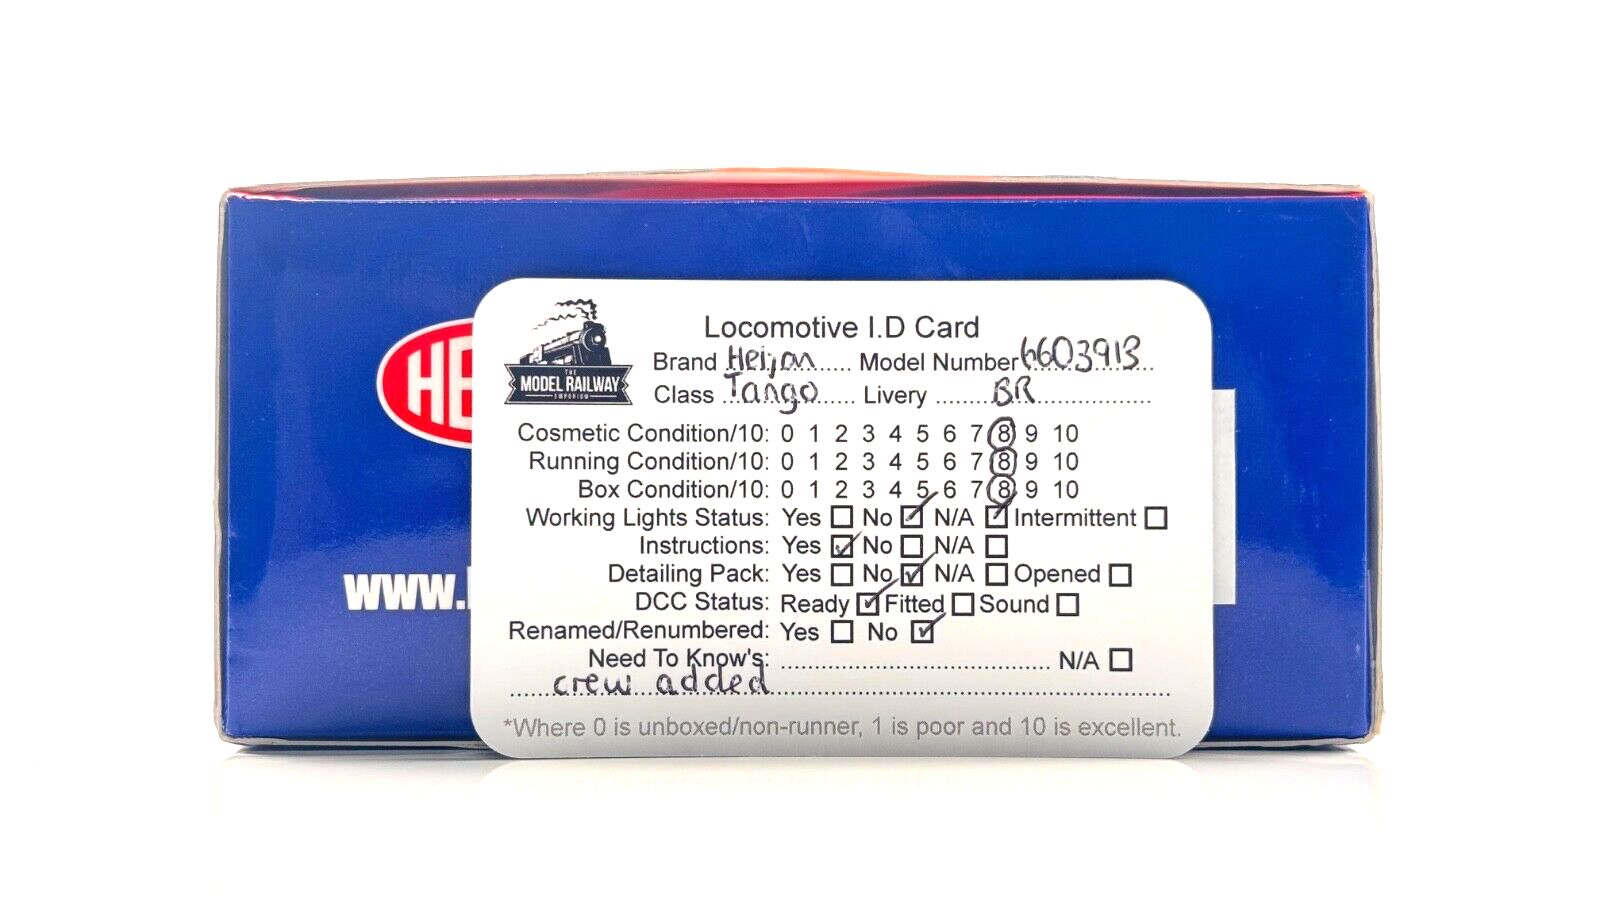 HE
www.
THE
MODEL RAILWAY
EMPORIUM
Locomotive I.D Card
Brand Heljan Model Number 6603913
Class Tango Livery BR
Cosmetic Condition/10: 0 1 2 3 4 5 6 7 8 9 10
Running Condition/10: 0 1 2 3 4 5 6 7 8 9 10
Box Condition/10: 0 1 2 3 4 5 6 7 8 9 10
Working Lights Status: Yes ☐ No ☑ N/A ☑ Intermittent ☐
Instructions: Yes ☑ No ☐ N/A ☐
Detailing Pack: Yes ☐ No ☑ N/A ☐ Opened ☐
DCC Status: Ready ☑ Fitted ☐ Sound ☐
Renamed/Renumbered: Yes ☐ No ☑
Need To Know's: .......... N/A ☐
crew added
*Where 0 is unboxed/non-runner, 1 is poor and 10 is excellent.